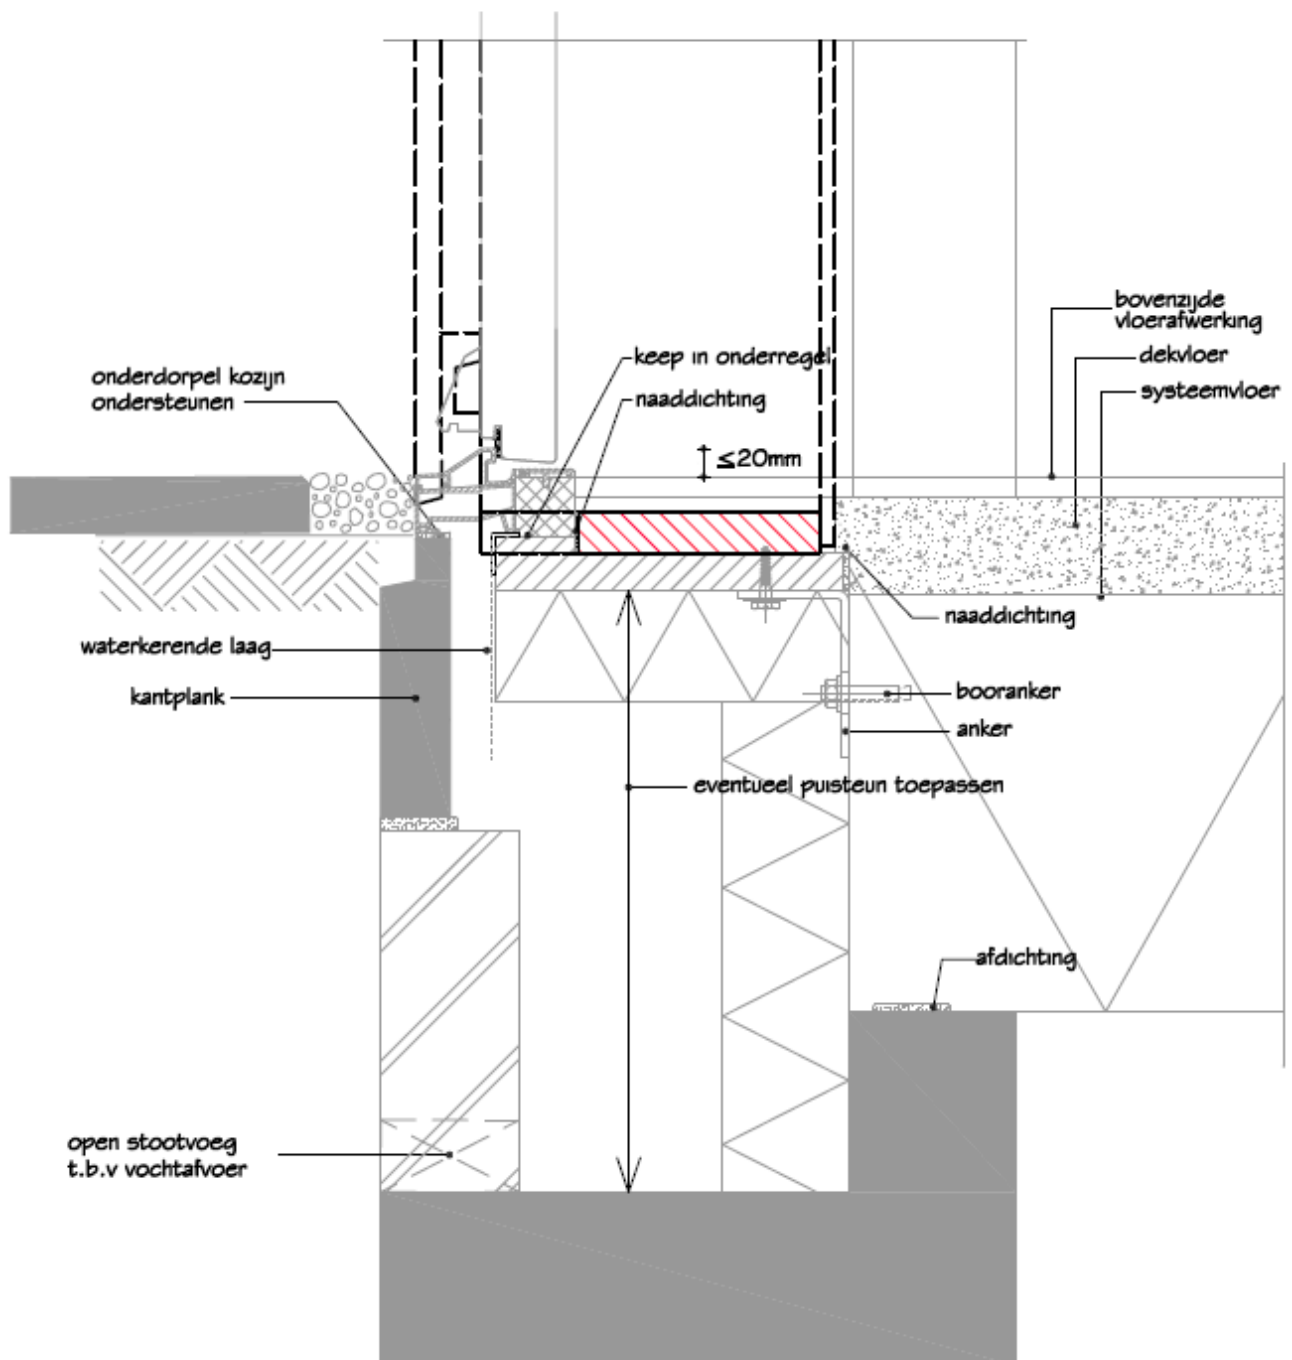 bovenzijde
vloerafwerking
keep in onderregel
dekvloer
onderdorpel kozijn
ondersteunen
systeemvloer
naaddichting
≤20mm
naaddichting
waterkerende laag
kantplank
booranker
anker
eventueel puisteun toepassen
afdichting
open stootvoeg
t.b.v vochtafvoer